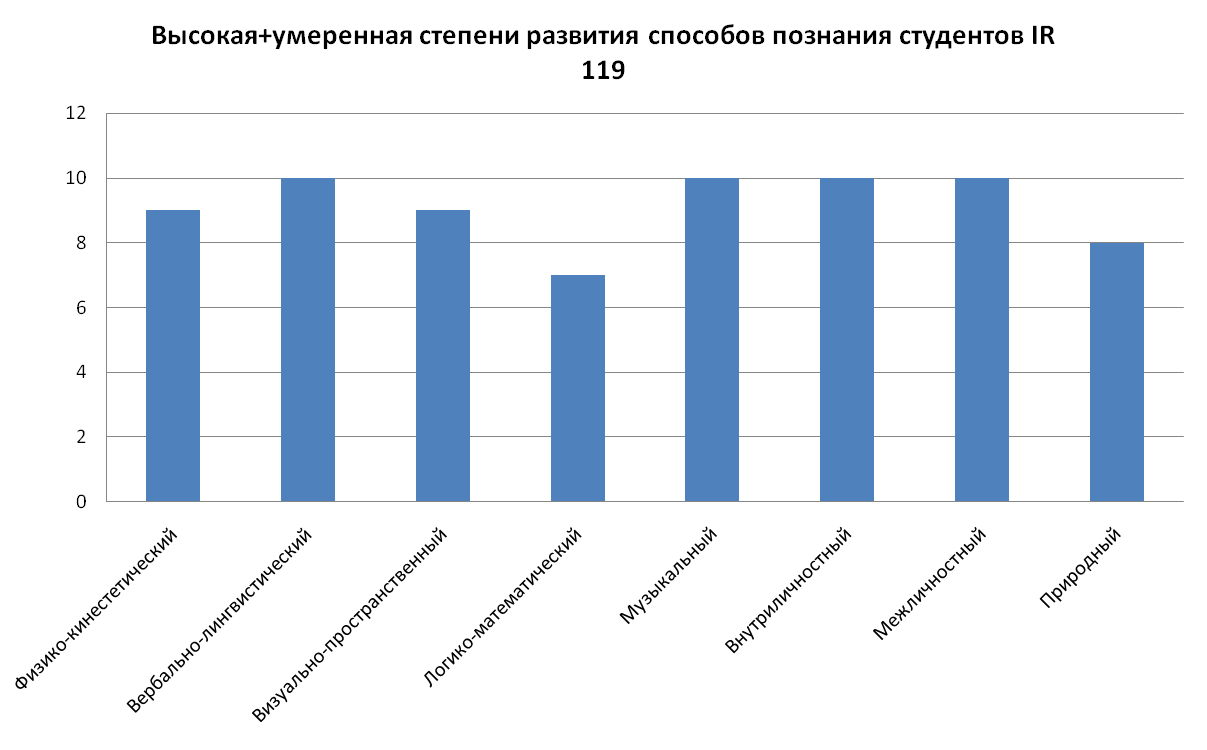 Высокая+умеренная степени развития способов познания студентов IR
119
12
10
8
6
4
2
0
Физико-кинестетический
Вербально-лингвистический
Визуально-пространственный
Логико-математический
Музыкальный
Внутриличностный
Межличностный
Природный